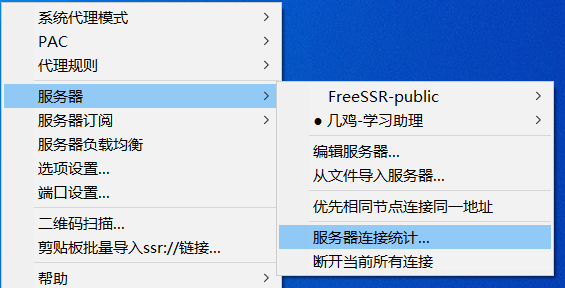 系统代理模式
PAC
代理规则
服务器
服务器订阅
服务器负载均衡
选项设置...
端口设置...
二维码扫描...
剪贴板批量导入ssr://链接...
帮助
FreeSSR-public
● 几鸡-学习助理
编辑服务器...
从文件导入服务器...
优先相同节点连接同一地址
服务器连接统计...
断开当前所有连接